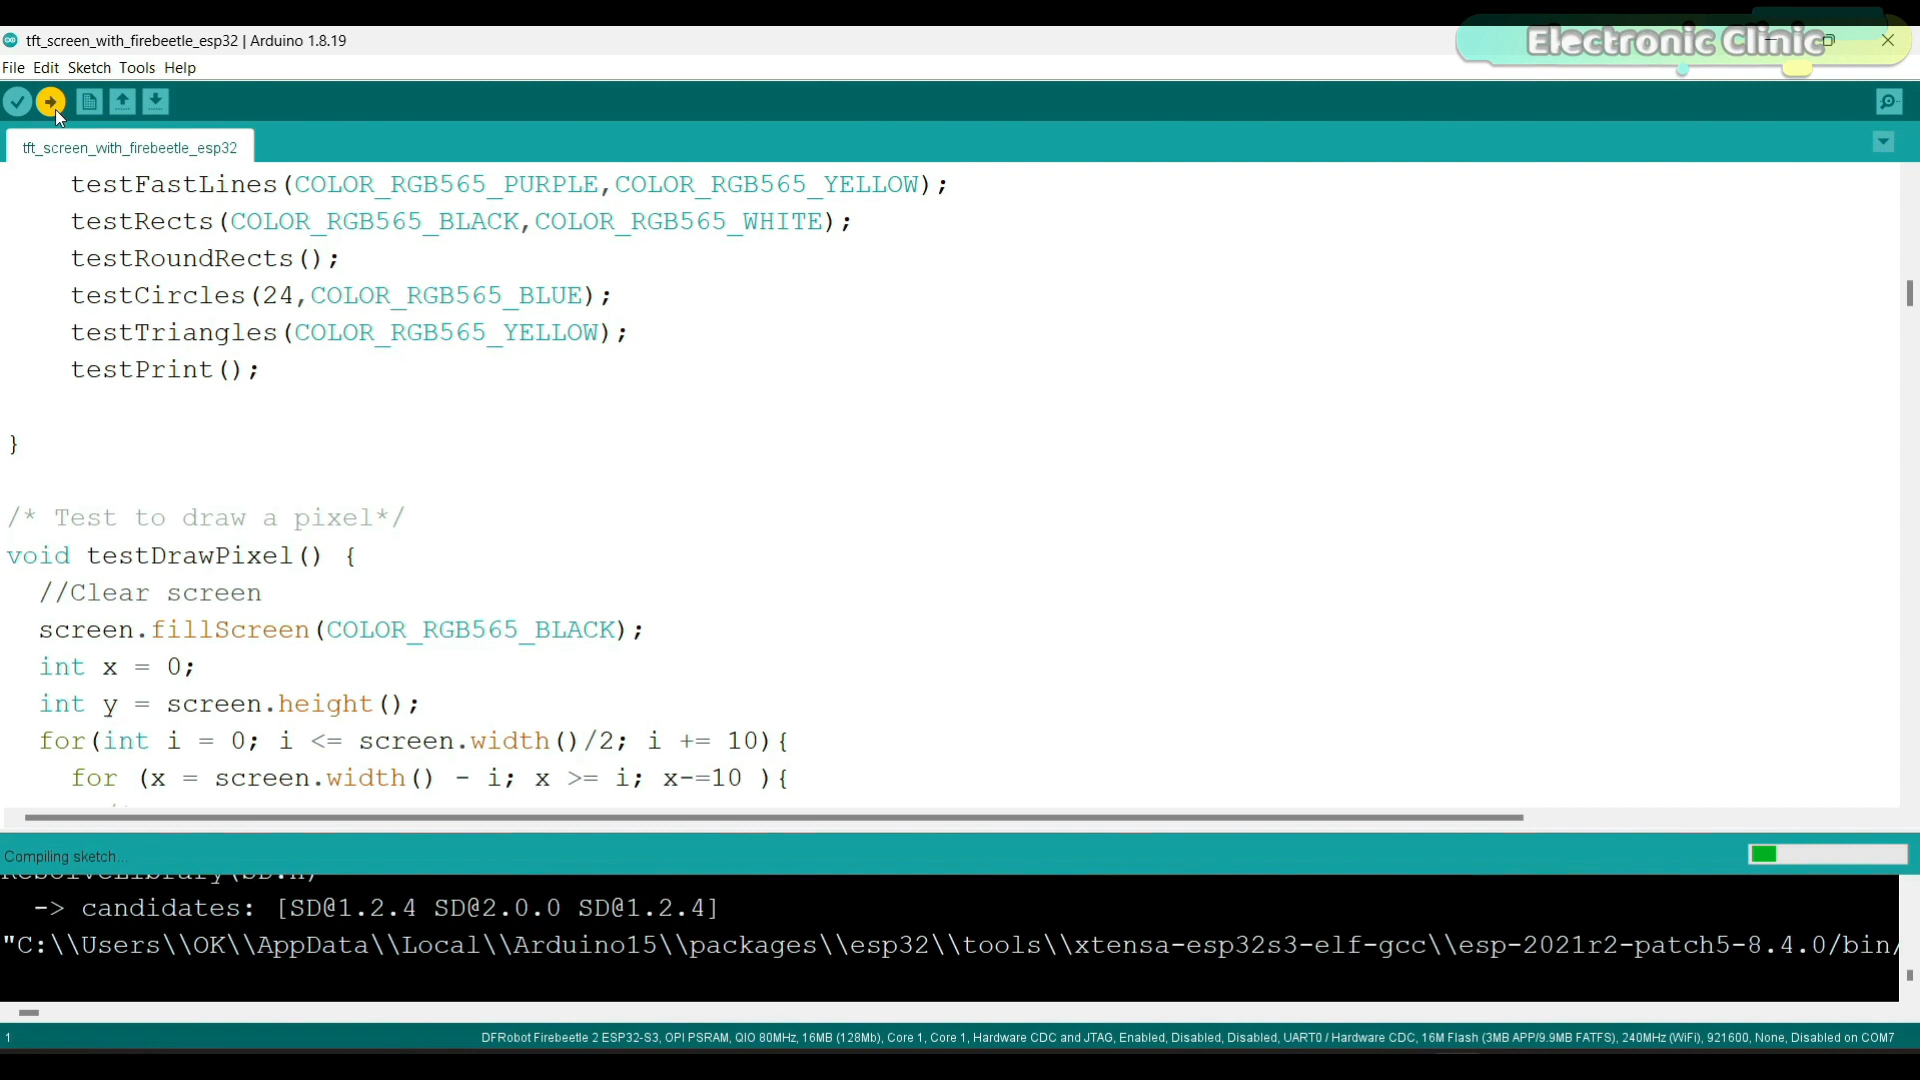 Electronic Clinic
tft_screen_with_firebeetle_esp32 | Arduino 1.8.19
File Edit Sketch Tools Help
tft_screen_with_firebeetle_esp32
testFastLines(COLOR_RGB565_PURPLE,COLOR_RGB565_YELLOW);
testRects(COLOR_RGB565_BLACK,COLOR_RGB565_WHITE);
testRoundRects();
testCircles(24,COLOR_RGB565_BLUE);
testTriangles(COLOR_RGB565_YELLOW);
testPrint();
}
/* Test to draw a pixel*/
void testDrawPixel() {
//Clear screen
screen.fillScreen(COLOR_RGB565_BLACK);
int x = 0;
int y = screen.height();
for(int i = 0; i <= screen.width()/2; i += 10){
for (x = screen.width() - i; x >= i; x-=10 ){
Compiling sketch...
ResolveLibrary(SD.h)
-> candidates: [SD@1.2.4 SD@2.0.0 SD@1.2.4]
"C:\\Users\\OK\\AppData\\Local\\Arduino15\\packages\\esp32\\tools\\xtensa-esp32s3-elf-gcc\\esp-2021r2-patch5-8.4.0/bin/
1
DFRobot Firebeetle 2 ESP32-S3, OPI PSRAM, QIO 80MHz, 16MB (128Mb), Core 1, Core 1, Hardware CDC and JTAG, Enabled, Disabled, Disabled, UART0 / Hardware CDC, 16M Flash (3MB APP/9.9MB FATFS), 240MHz (WiFi), 921600, None, Disabled on COM7